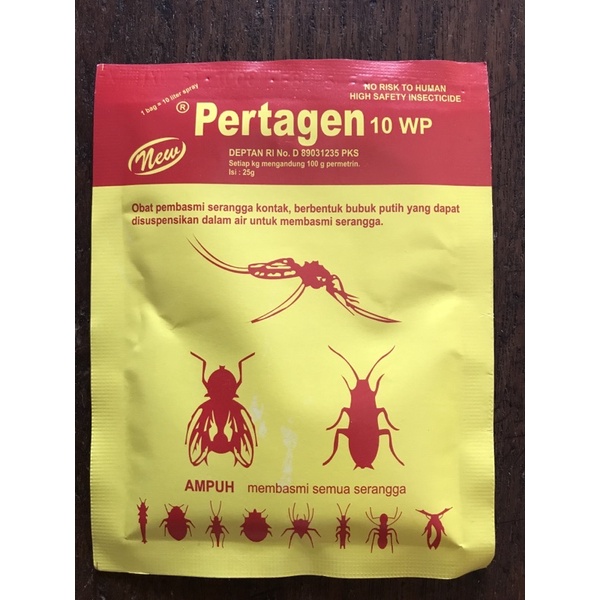 NO RISK TO HUMAN
HIGH SAFETY INSECTICIDE
1 bag = 10 liter spray
® Pertagen 10 WP
New
DEPTAN RI No. D 89031235 PKS
Setiap kg mengandung 100 g permetrin.
Isi : 25g
Obat pembasmi serangga kontak, berbentuk bubuk putih yang dapat
disuspensikan dalam air untuk membasmi serangga.
AMPUH membasmi semua serangga